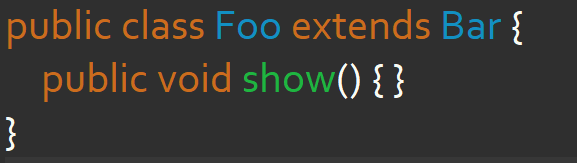 public class Foo extends Bar {
    public void show() { }
}